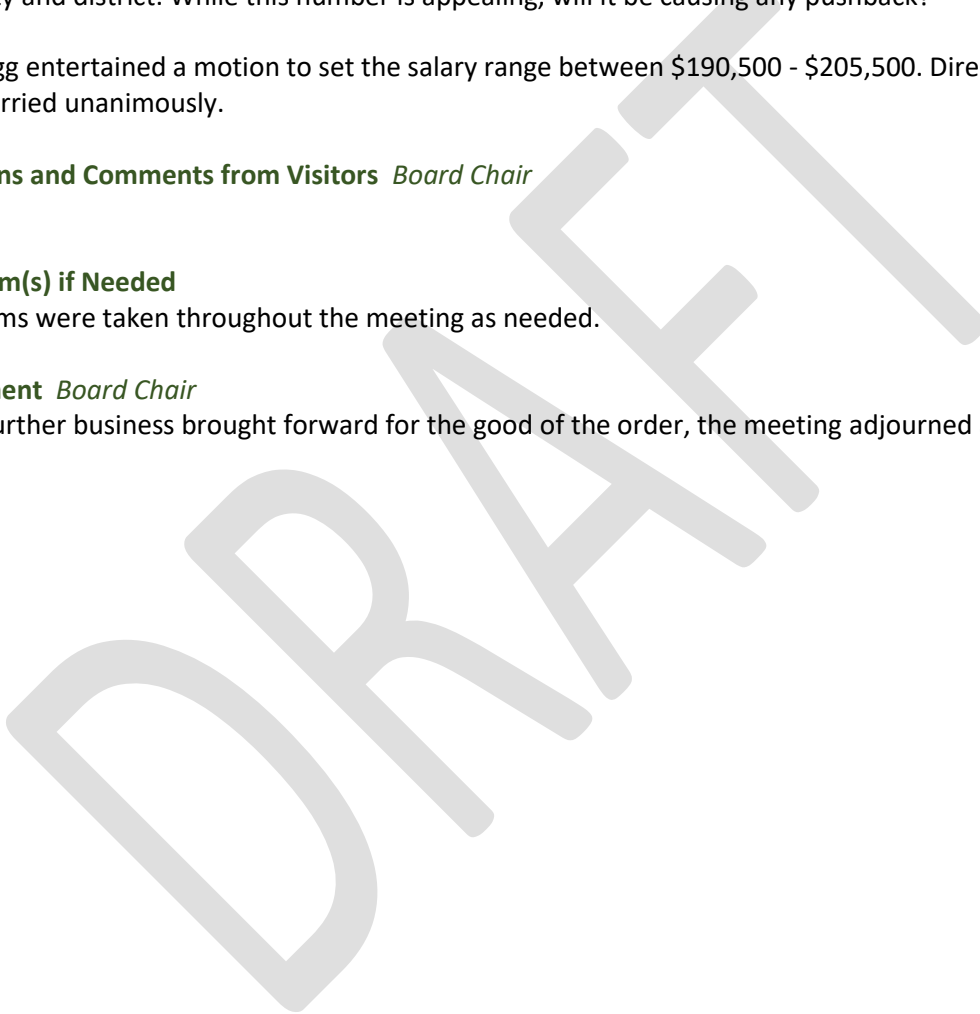 y and district. While this number is appealing, will it be causing any pushback?
gg entertained a motion to set the salary range between $190,500 - $205,500. Dire
rried unanimously.
ns and Comments from Visitors Board Chair
m(s) if Needed
ms were taken throughout the meeting as needed.
ent Board Chair
urther business brought forward for the good of the order, the meeting adjourned
DRAFT